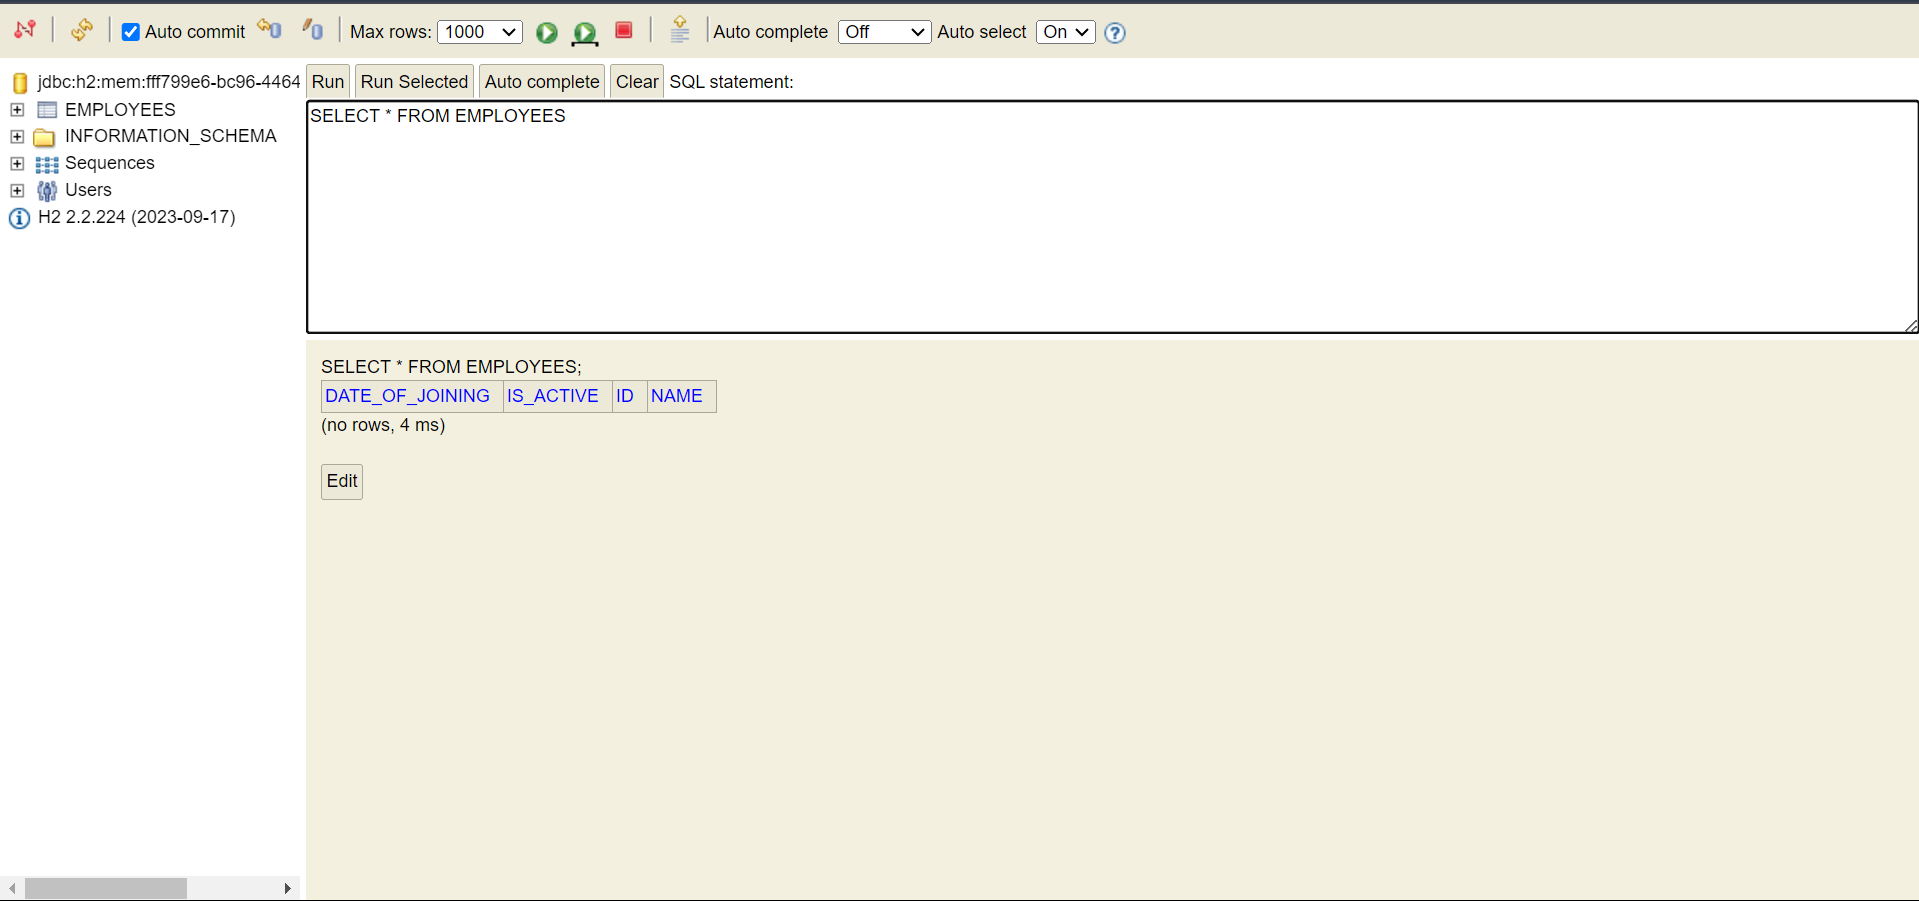 Auto commit Max rows: 1000 Auto complete Off Auto select On ?
jdbc:h2:mem:fff799e6-bc96-4464
EMPLOYEES
INFORMATION_SCHEMA
Sequences
Users
H2 2.2.224 (2023-09-17)
Run Run Selected Auto complete Clear SQL statement:
SELECT * FROM EMPLOYEES
SELECT * FROM EMPLOYEES;
DATE_OF_JOINING IS_ACTIVE ID NAME
(no rows, 4 ms)
Edit